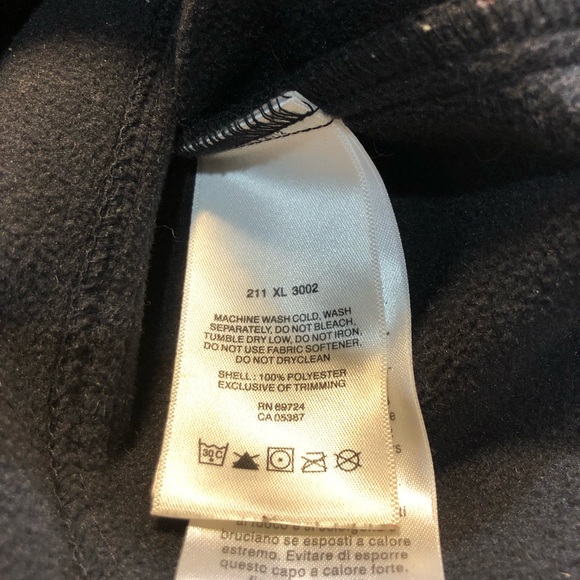 211 XL 3002
MACHINE WASH COLD, WASH
SEPARATELY, DO NOT BLEACH,
TUMBLE DRY LOW, DO NOT IRON,
DO NOT USE FABRIC SOFTENER,
DO NOT DRYCLEAN
SHELL : 100% POLYESTER
EXCLUSIVE OF TRIMMING
RN 69724
CA 05387
30 C
bruciano se esposti a calore
estremo. Evitare di esporre
questo capo a calore forte.